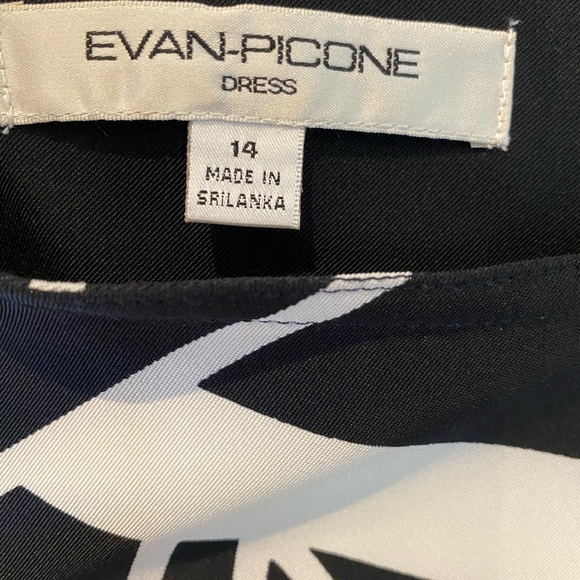 EVAN-PICONE
DRESS
14
MADE IN
SRILANKA